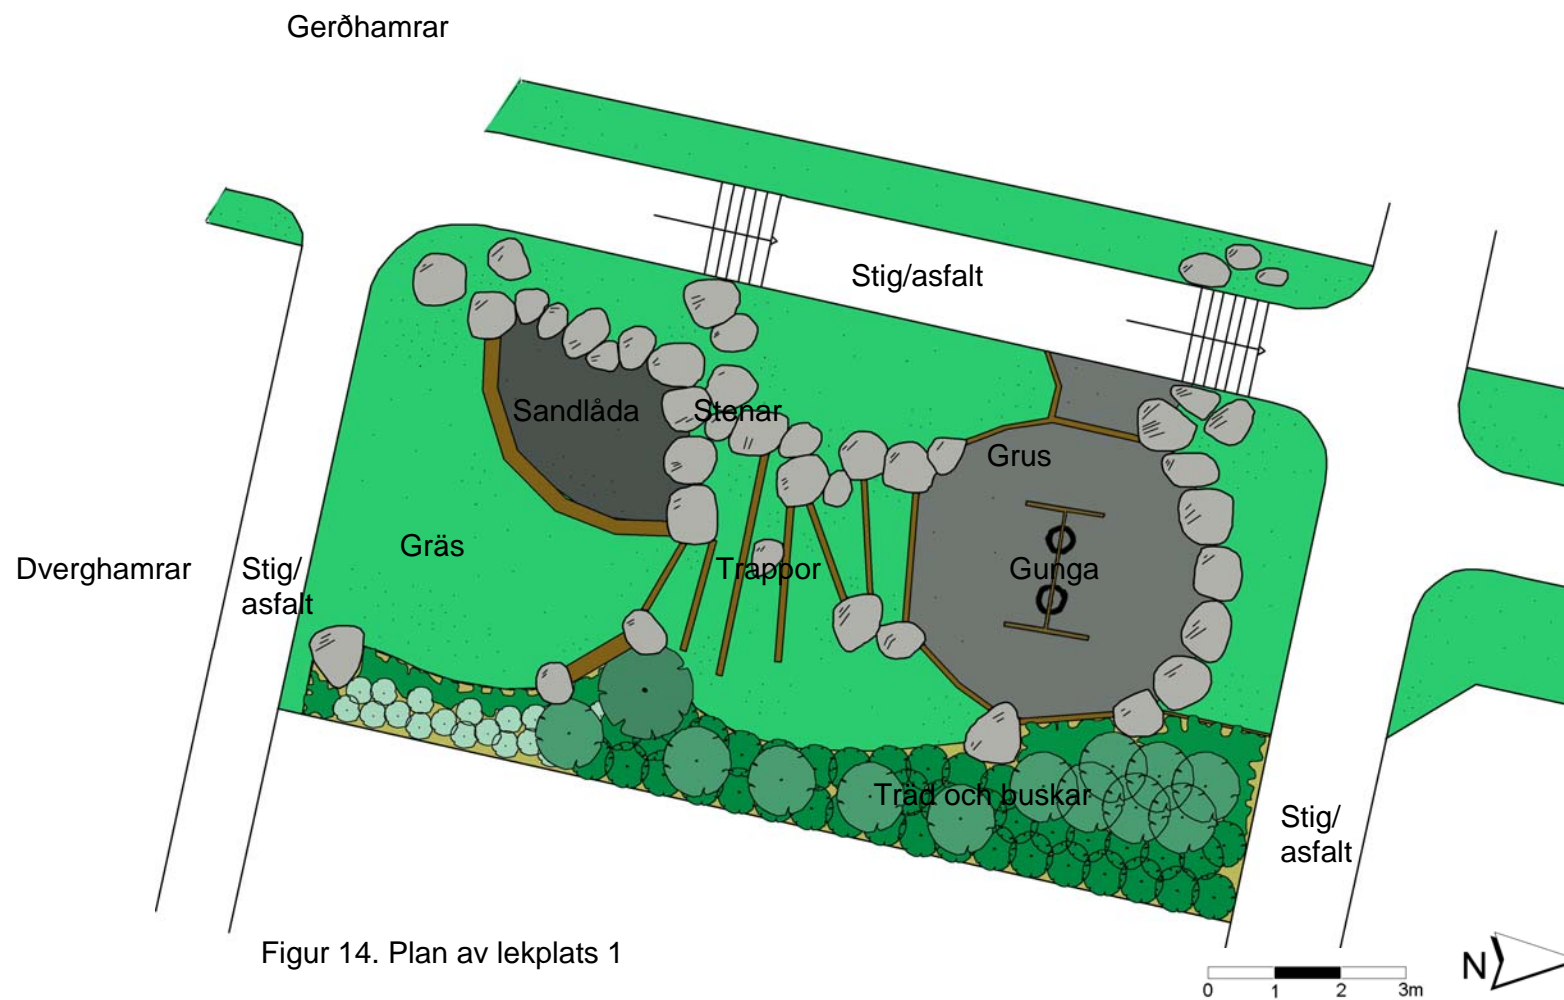 Gerðhamrar
Stig/asfalt
Sandlåda
Stenar
Grus
Gräs
Trappor
Gunga
Dverghamrar
Stig/
asfalt
Träd och buskar
Stig/
asfalt
Figur 14. Plan av lekplats 1
N
0 1 2 3m